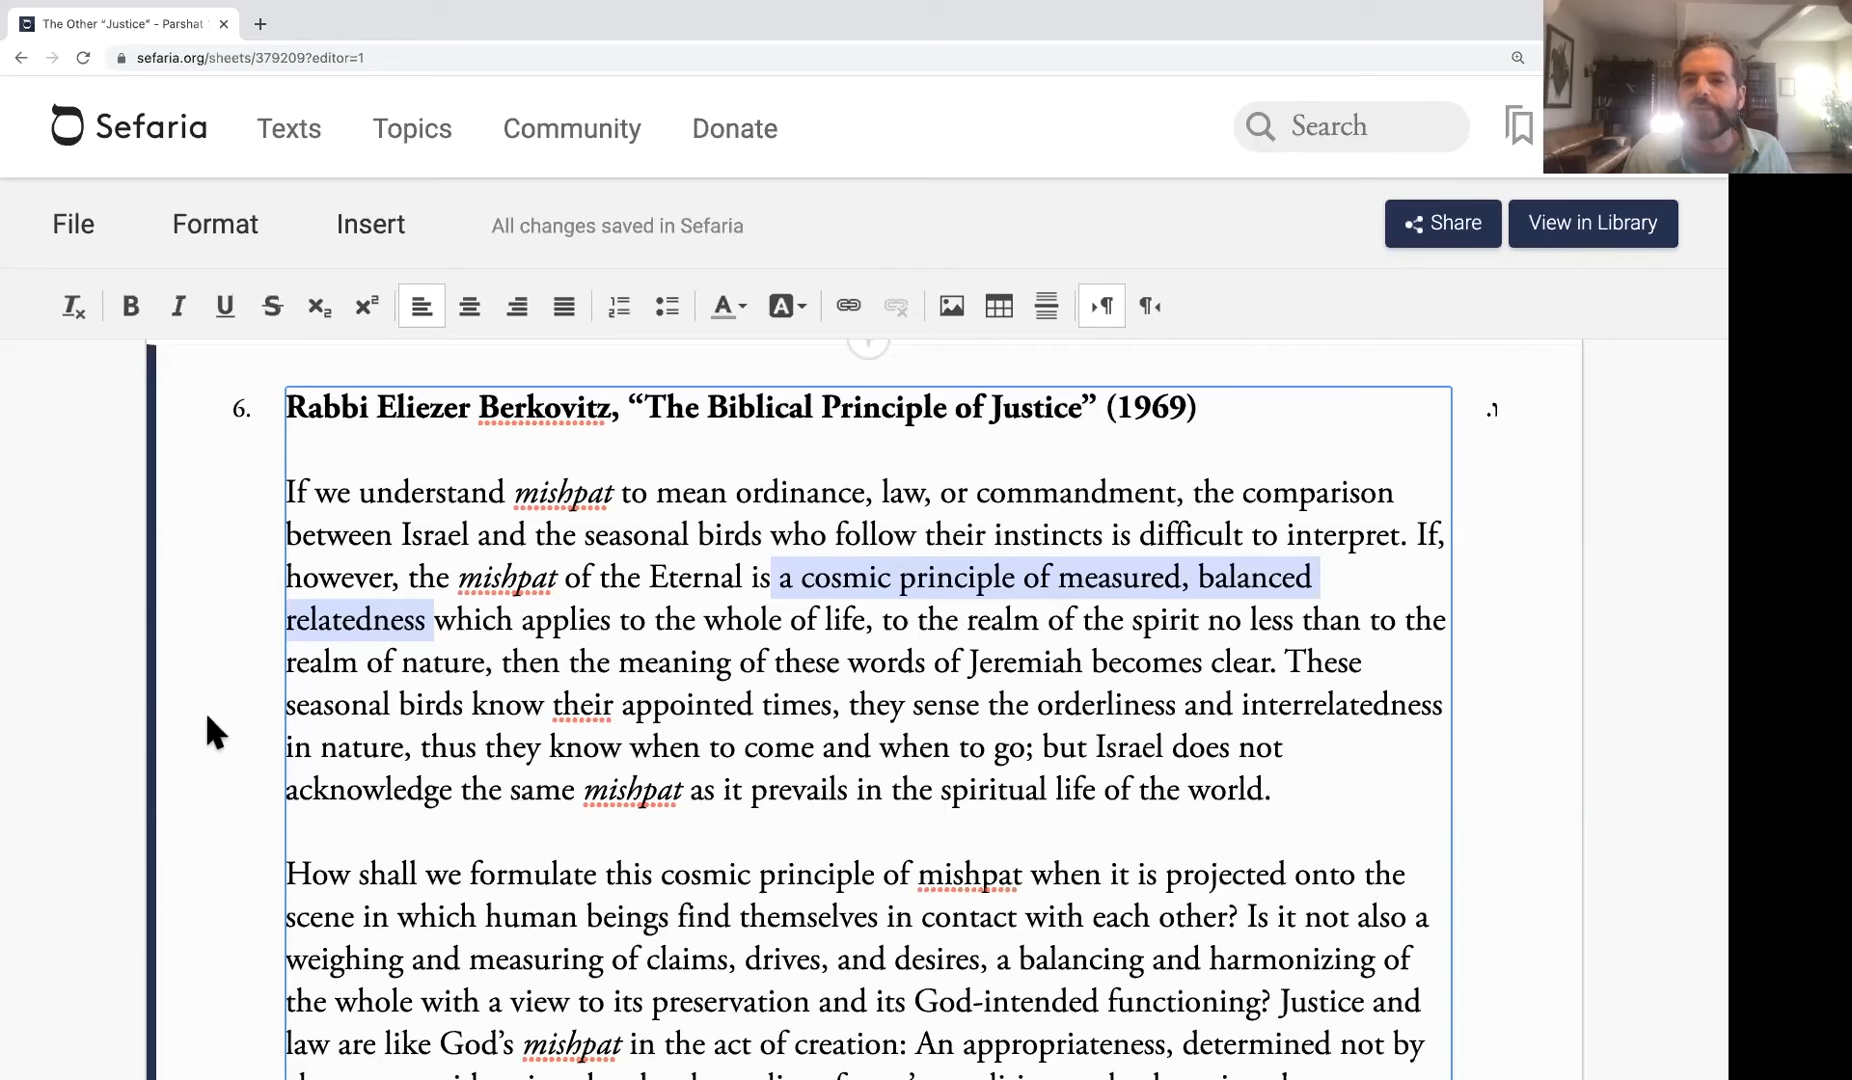 The Other “Justice” - Parshat
sefaria.org/sheets/379209?editor=1
Sefaria Texts Topics Community Donate Search
File Format Insert All changes saved in Sefaria Share View in Library
6. Rabbi Eliezer Berkovitz, “The Biblical Principle of Justice” (1969) ו.
If we understand mishpat to mean ordinance, law, or commandment, the comparison
between Israel and the seasonal birds who follow their instincts is difficult to interpret. If,
however, the mishpat of the Eternal is a cosmic principle of measured, balanced
relatedness which applies to the whole of life, to the realm of the spirit no less than to the
realm of nature, then the meaning of these words of Jeremiah becomes clear. These
seasonal birds know their appointed times, they sense the orderliness and interrelatedness
in nature, thus they know when to come and when to go; but Israel does not
acknowledge the same mishpat as it prevails in the spiritual life of the world.
How shall we formulate this cosmic principle of mishpat when it is projected onto the
scene in which human beings find themselves in contact with each other? Is it not also a
weighing and measuring of claims, drives, and desires, a balancing and harmonizing of
the whole with a view to its preservation and its God-intended functioning? Justice and
law are like God’s mishpat in the act of creation: An appropriateness, determined not by